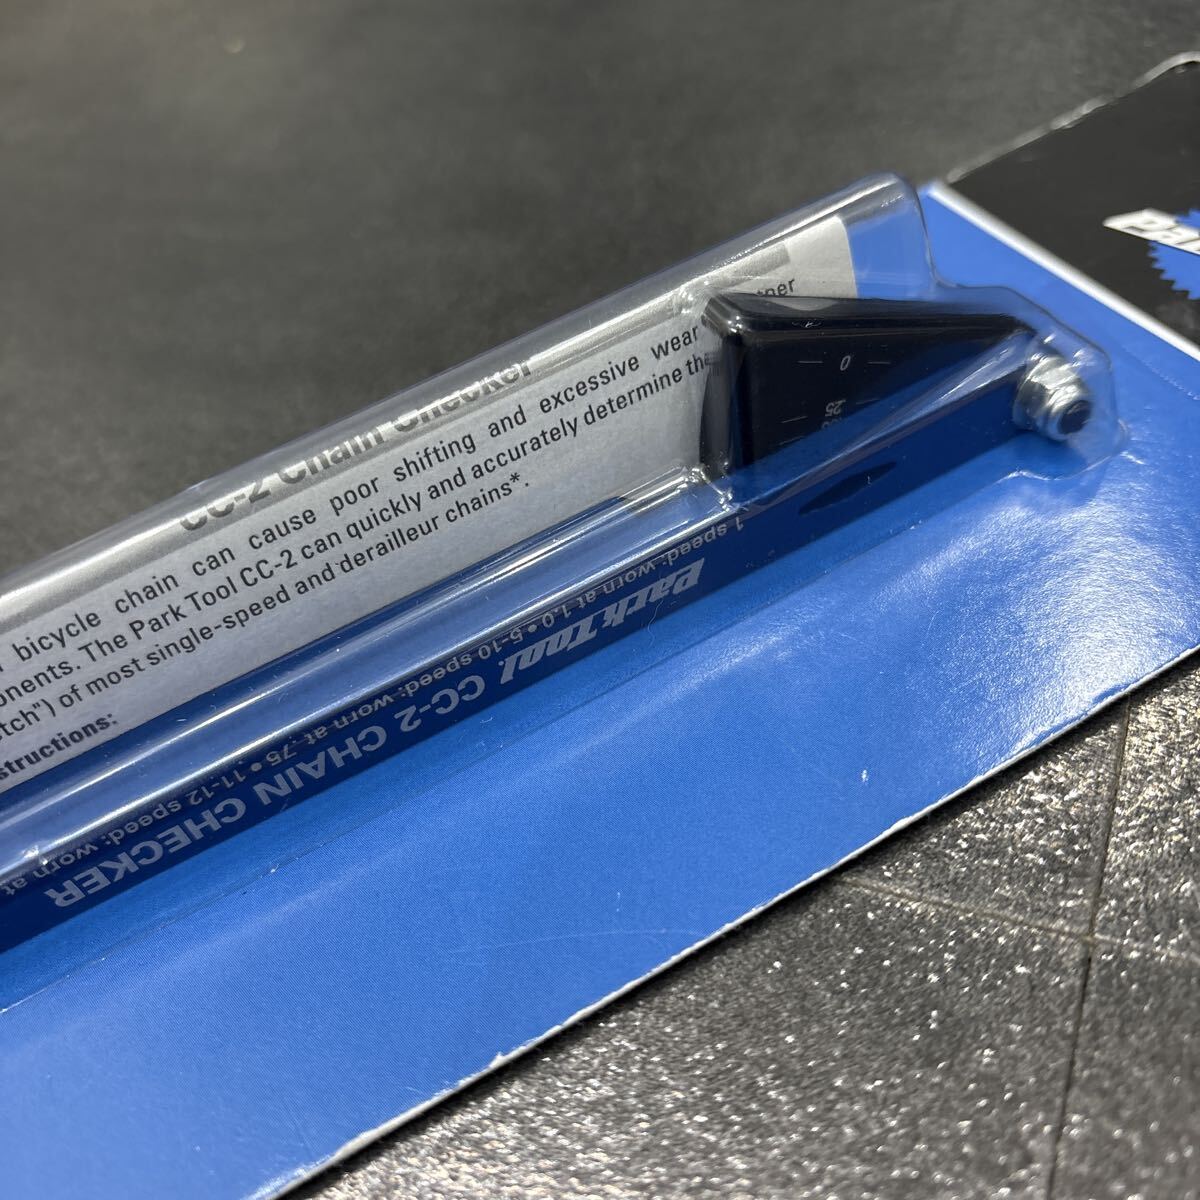 Park
CC-2 Chain Checker
bicycle chain can cause poor shifting and excessive wear
onents. The Park Tool CC-2 can quickly and accurately determine the
etch") of most single-speed and derailleur chains*.
structions:
0
.25
1 speed: worn at 1.0 • 5-10 speed: worn at .75 • 11-12 speed: worn at
Park Tool CC-2 CHAIN CHECKER